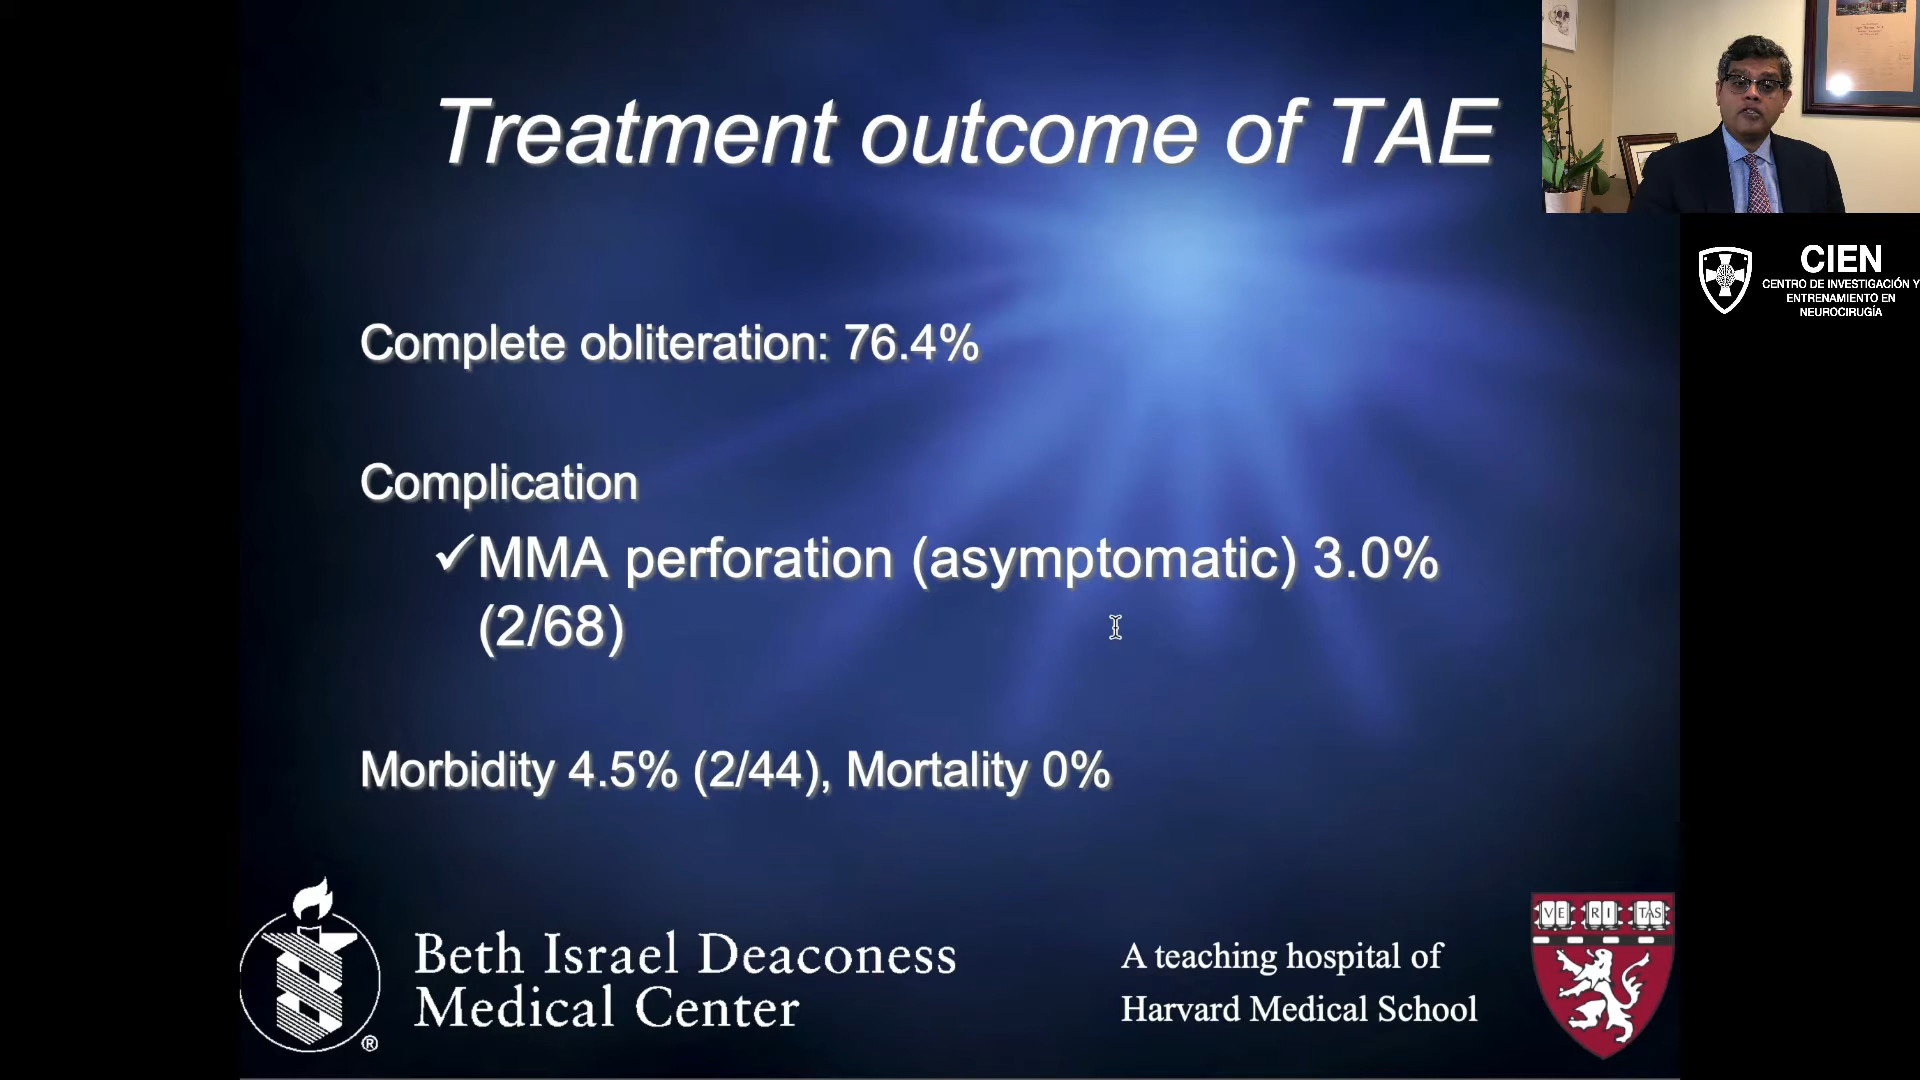 Treatment outcome of TAE
CIEN
CENTRO DE INVESTIGACIÓN Y
ENTRENAMIENTO EN
NEUROCIRUGÍA
Complete obliteration: 76.4%
Complication
✓MMA perforation (asymptomatic) 3.0%
(2/68)
Morbidity 4.5% (2/44), Mortality 0%
Beth Israel Deaconess
Medical Center
®
A teaching hospital of
Harvard Medical School
VE RI TAS